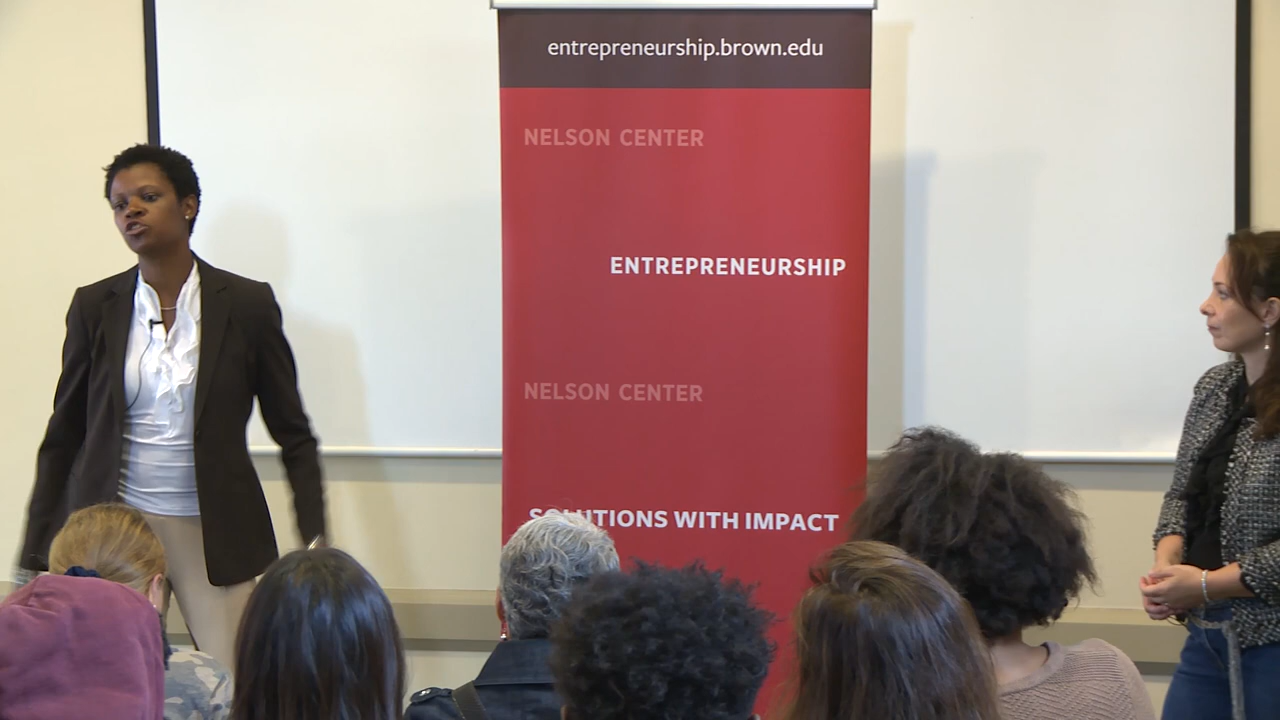 entrepreneurship.brown.edu
NELSON CENTER
ENTREPRENEURSHIP
NELSON CENTER
SOLUTIONS WITH IMPACT